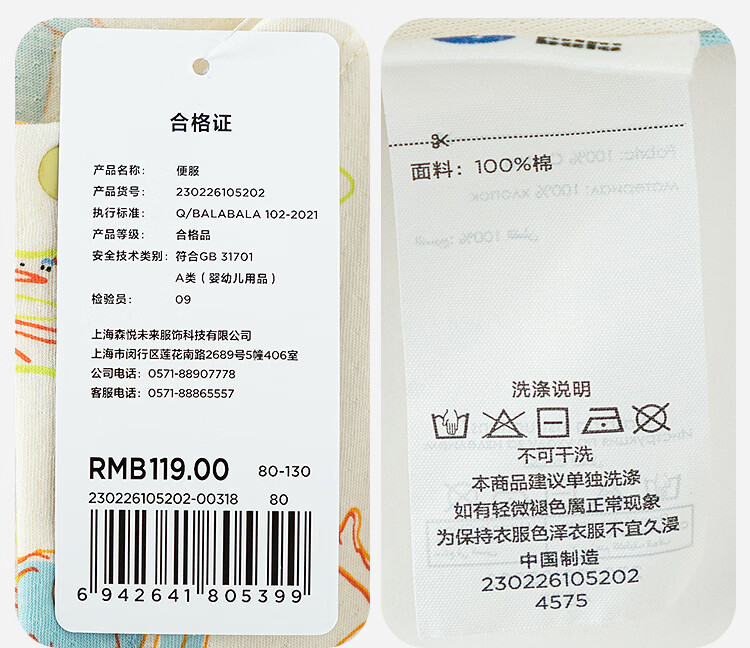 合格证
产品名称： 便服
产品货号： 230226105202
执行标准： Q/BALABALA 102-2021
产品等级： 合格品
安全技术类别： 符合GB 31701
A类（婴幼儿用品）
检验员： 09
上海森悦未来服饰科技有限公司
上海市闵行区莲花南路2689号5幢406室
公司电话： 0571-88907778
客服电话： 0571-88865557
RMB119.00 80-130
230226105202-00318 80
6 942641 805399
面料：100%棉
洗涤说明
不可干洗
本商品建议单独洗涤
如有轻微褪色属正常现象
为保持衣服色泽衣服不宜久浸
中国制造
230226105202
4575